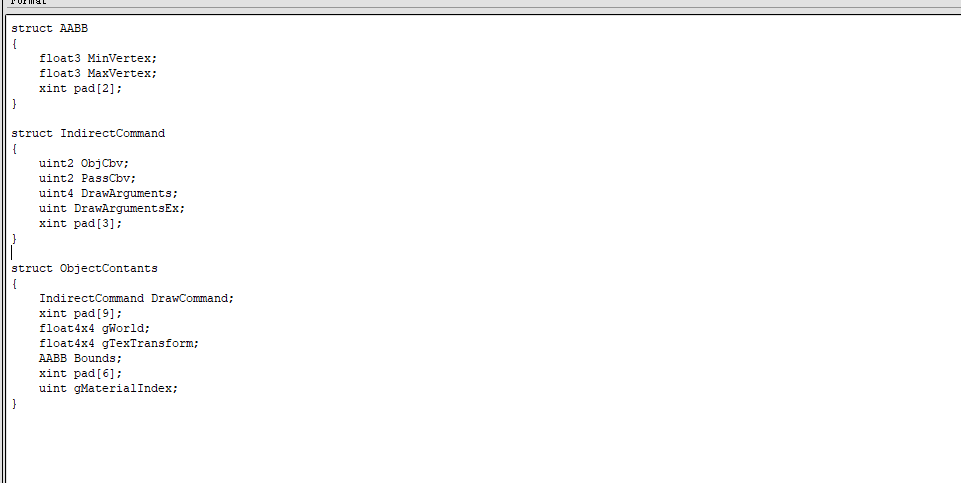 Format
struct AABB
{
    float3 MinVertex;
    float3 MaxVertex;
    xint pad[2];
}
struct IndirectCommand
{
    uint2 ObjCbv;
    uint2 PassCbv;
    uint4 DrawArguments;
    uint DrawArgumentsEx;
    xint pad[3];
}
struct ObjectContants
{
    IndirectCommand DrawCommand;
    xint pad[9];
    float4x4 gWorld;
    float4x4 gTexTransform;
    AABB Bounds;
    xint pad[6];
    uint gMaterialIndex;
}